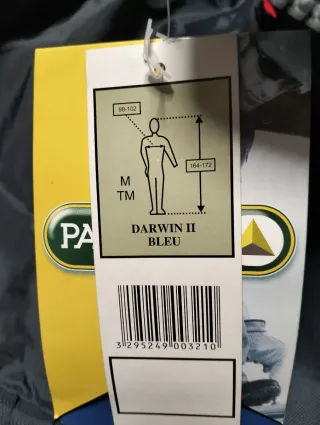 98-102
164-172
M
TM
DARWIN II
BLEU
PA
3 295249 003210